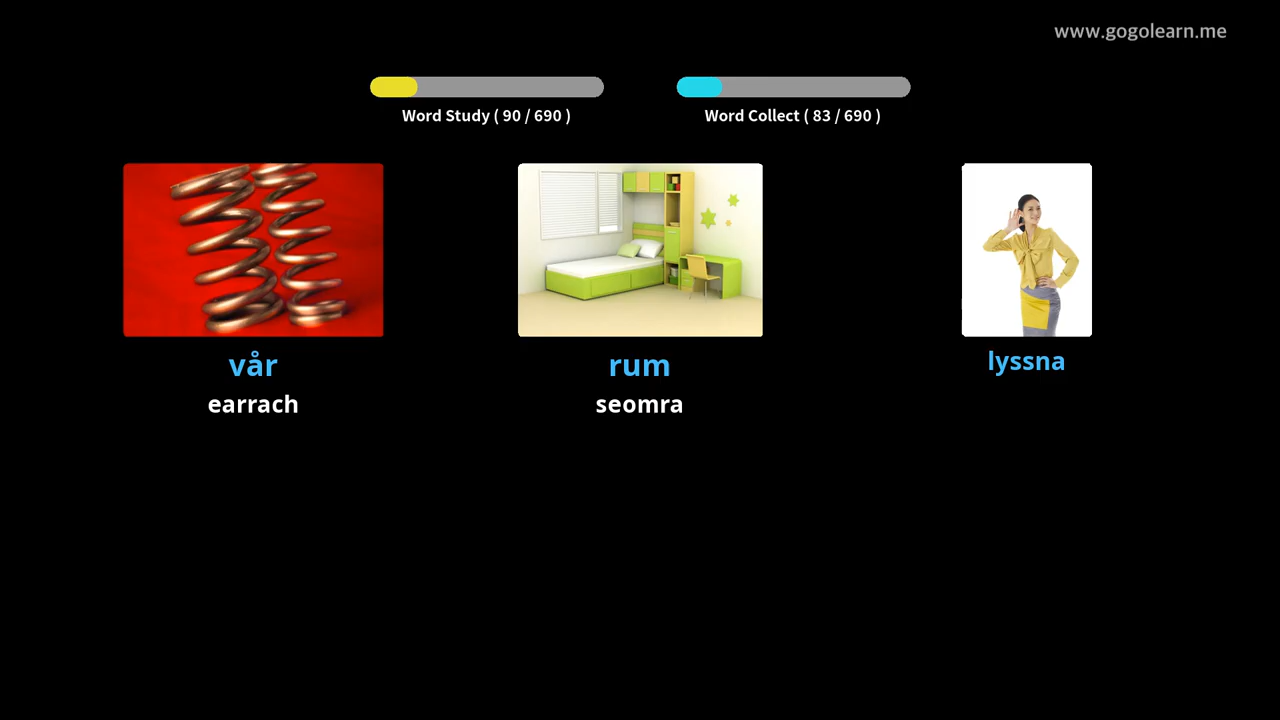 www.gogolearn.me
Word Study ( 90 / 690 )
Word Collect ( 83 / 690 )
vår
earrach
rum
seomra
lyssna